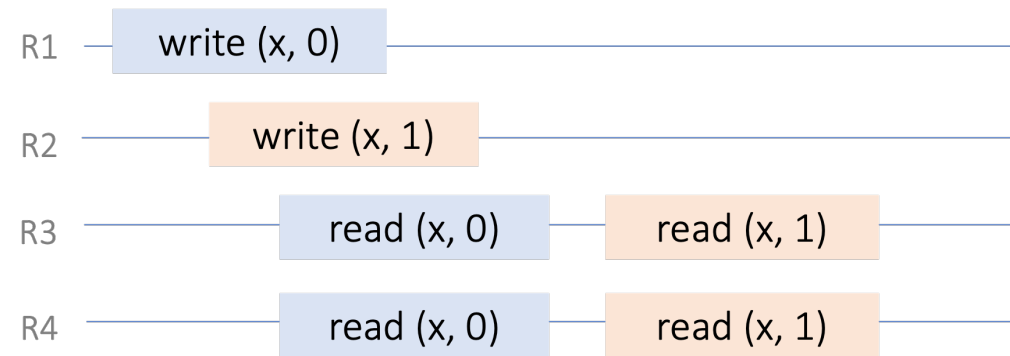 R1 write (x, 0)
R2 write (x, 1)
R3 read (x, 0) read (x, 1)
R4 read (x, 0) read (x, 1)